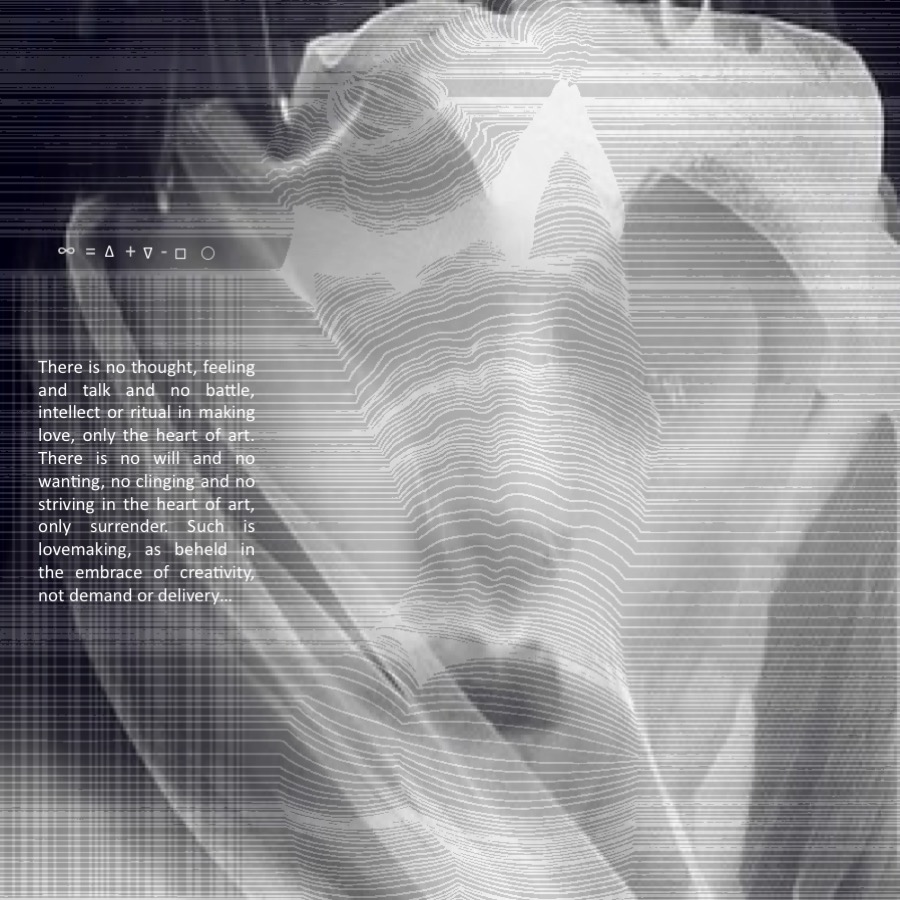 ∞ = Δ + ∇ - □ ○
There is no thought, feeling
and talk and no battle,
intellect or ritual in making
love, only the heart of art.
There is no will and no
wanting, no clinging and no
striving in the heart of art,
only surrender. Such is
lovemaking, as beheld in
the embrace of creativity,
not demand or delivery...